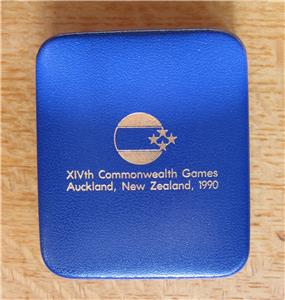 XIVth Commonwealth Games
Auckland, New Zealand, 1990